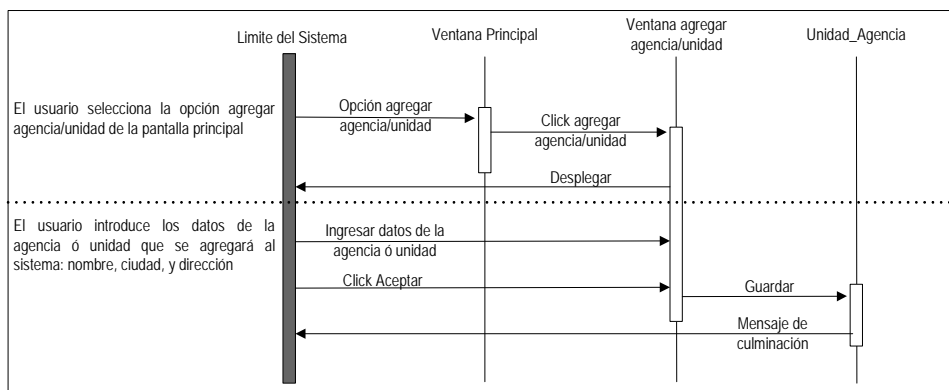 Limite del Sistema
Ventana Principal
Ventana agregar
agencia/unidad
Unidad_Agencia
El usuario selecciona la opción agregar
agencia/unidad de la pantalla principal
Opción agregar
agencia/unidad
Click agregar
agencia/unidad
Desplegar
El usuario introduce los datos de la
agencia ó unidad que se agregará al
sistema: nombre, ciudad, y dirección
Ingresar datos de la
agencia ó unidad
Click Aceptar
Guardar
Mensaje de
culminación